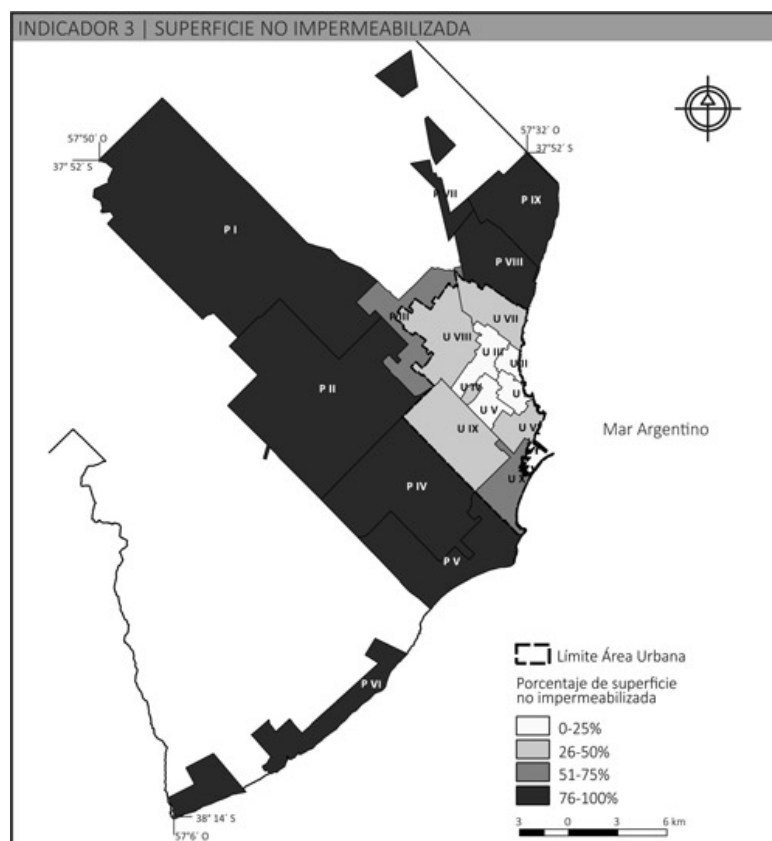 INDICADOR 3 | SUPERFICIE NO IMPERMEABILIZADA
57°50´ O
37° 52´ S
57°32´ O
37°52´ S
P VII
P IX
P I
P VIII
P III
U VII
U VIII
U III
U II
P II
U IV
U
U V
U IX
U V
Mar Argentino
P IV
U X
P V
P VI
Límite Área Urbana
Porcentaje de superficie
no impermeabilizada
0-25%
26-50%
51-75%
76-100%
38° 14´ S
57°6´ O
3 0 3 6 km